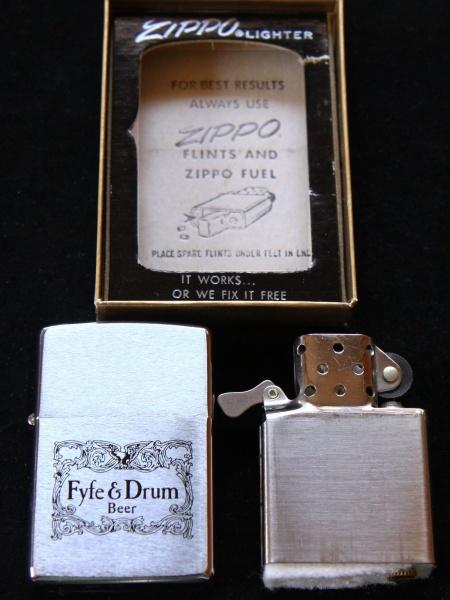 ZIPPO LIGHTER
FOR BEST RESULTS
ALWAYS USE
ZIPPO
FLINTS AND
ZIPPO FUEL
PLACE SPARE FLINTS UNDER FELT IN
IT WORKS...
OR WE FIX IT FREE
Fyfe & Drum
Beer